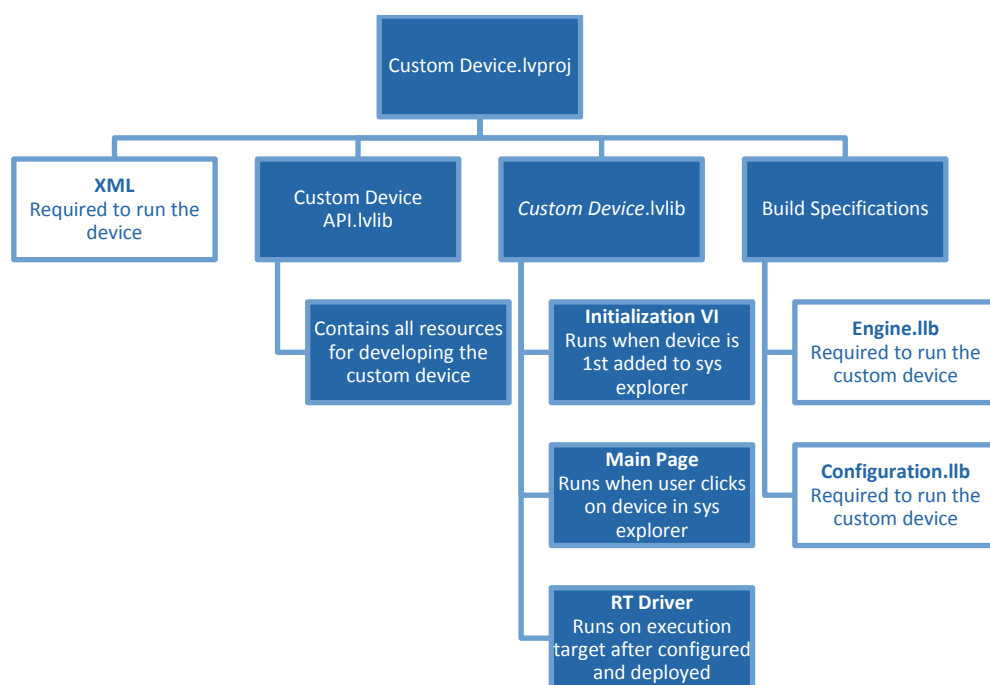 Custom Device.lvproj
XML
Required to run the
device
Custom Device
API.lvlib
Custom Device.lvlib
Build Specifications
Contains all resources
for developing the
custom device
Initialization VI
Runs when device is
1st added to sys
explorer
Engine.llb
Required to run the
custom device
Main Page
Runs when user clicks
on device in sys
explorer
Configuration.llb
Required to run the
custom device
RT Driver
Runs on execution
target after configured
and deployed